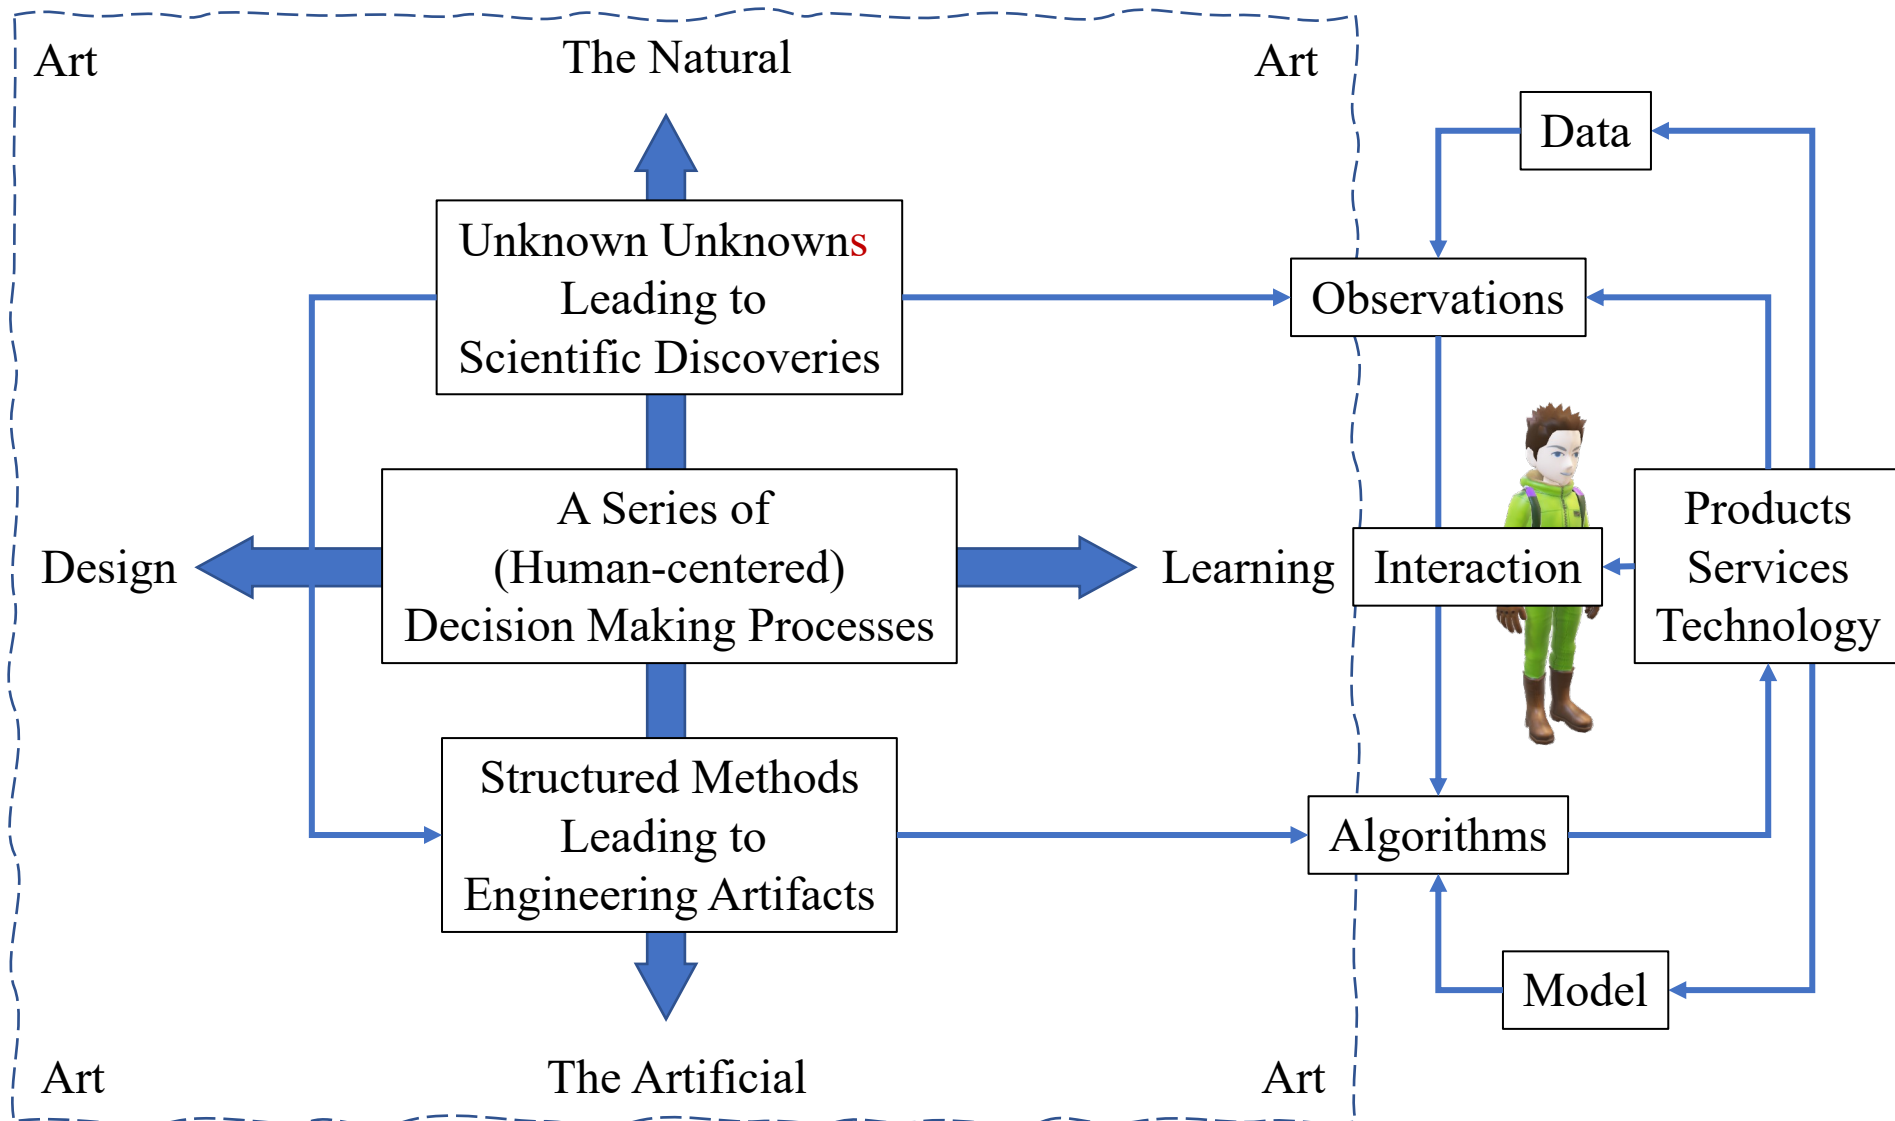 Art
The Natural
Art
Data
Unknown Unknowns
Leading to
Scientific Discoveries
Observations
Design
A Series of
(Human-centered)
Decision Making Processes
Learning
Interaction
Products
Services
Technology
Structured Methods
Leading to
Engineering Artifacts
Algorithms
Model
Art
The Artificial
Art